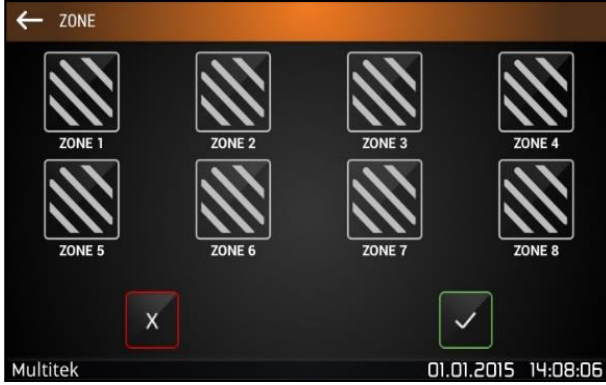 ZONE
ZONE 1 ZONE 2 ZONE 3 ZONE 4
ZONE 5 ZONE 6 ZONE 7 ZONE 8
X
Multitek 01.01.2015 14:08:06